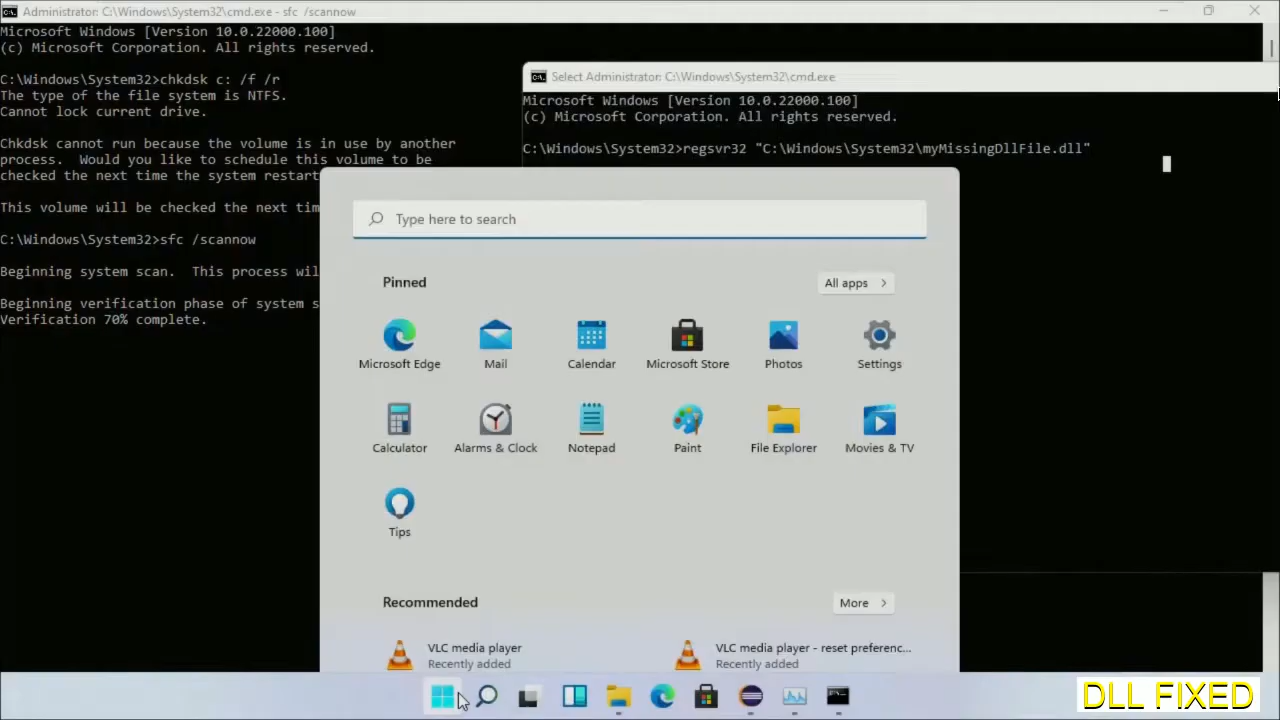 Administrator: C:\Windows\System32\cmd.exe - sfc /scannow
Microsoft Windows [Version 10.0.22000.100]
(c) Microsoft Corporation. All rights reserved.
C:\Windows\System32>chkdsk c: /f /r
The type of the file system is NTFS.
Cannot lock current drive.
Chkdsk cannot run because the volume is in use by another
process.  Would you like to schedule this volume to be
checked the next time the system restart
This volume will be checked the next tim
C:\Windows\System32>sfc /scannow
Beginning system scan.  This process wil
Beginning verification phase of system s
Verification 70% complete.
Select Administrator: C:\Windows\System32\cmd.exe
Microsoft Windows [Version 10.0.22000.100]
(c) Microsoft Corporation. All rights reserved.
C:\Windows\System32>regsvr32 "C:\Windows\System32\myMissingDllFile.dll"
Type here to search
Pinned
All apps
Microsoft Edge
Mail
Calendar
Microsoft Store
Photos
Settings
Calculator
Alarms & Clock
Notepad
Paint
File Explorer
Movies & TV
Tips
Recommended
More
VLC media player
Recently added
VLC media player - reset preferenc...
Recently added
DLL FIXED